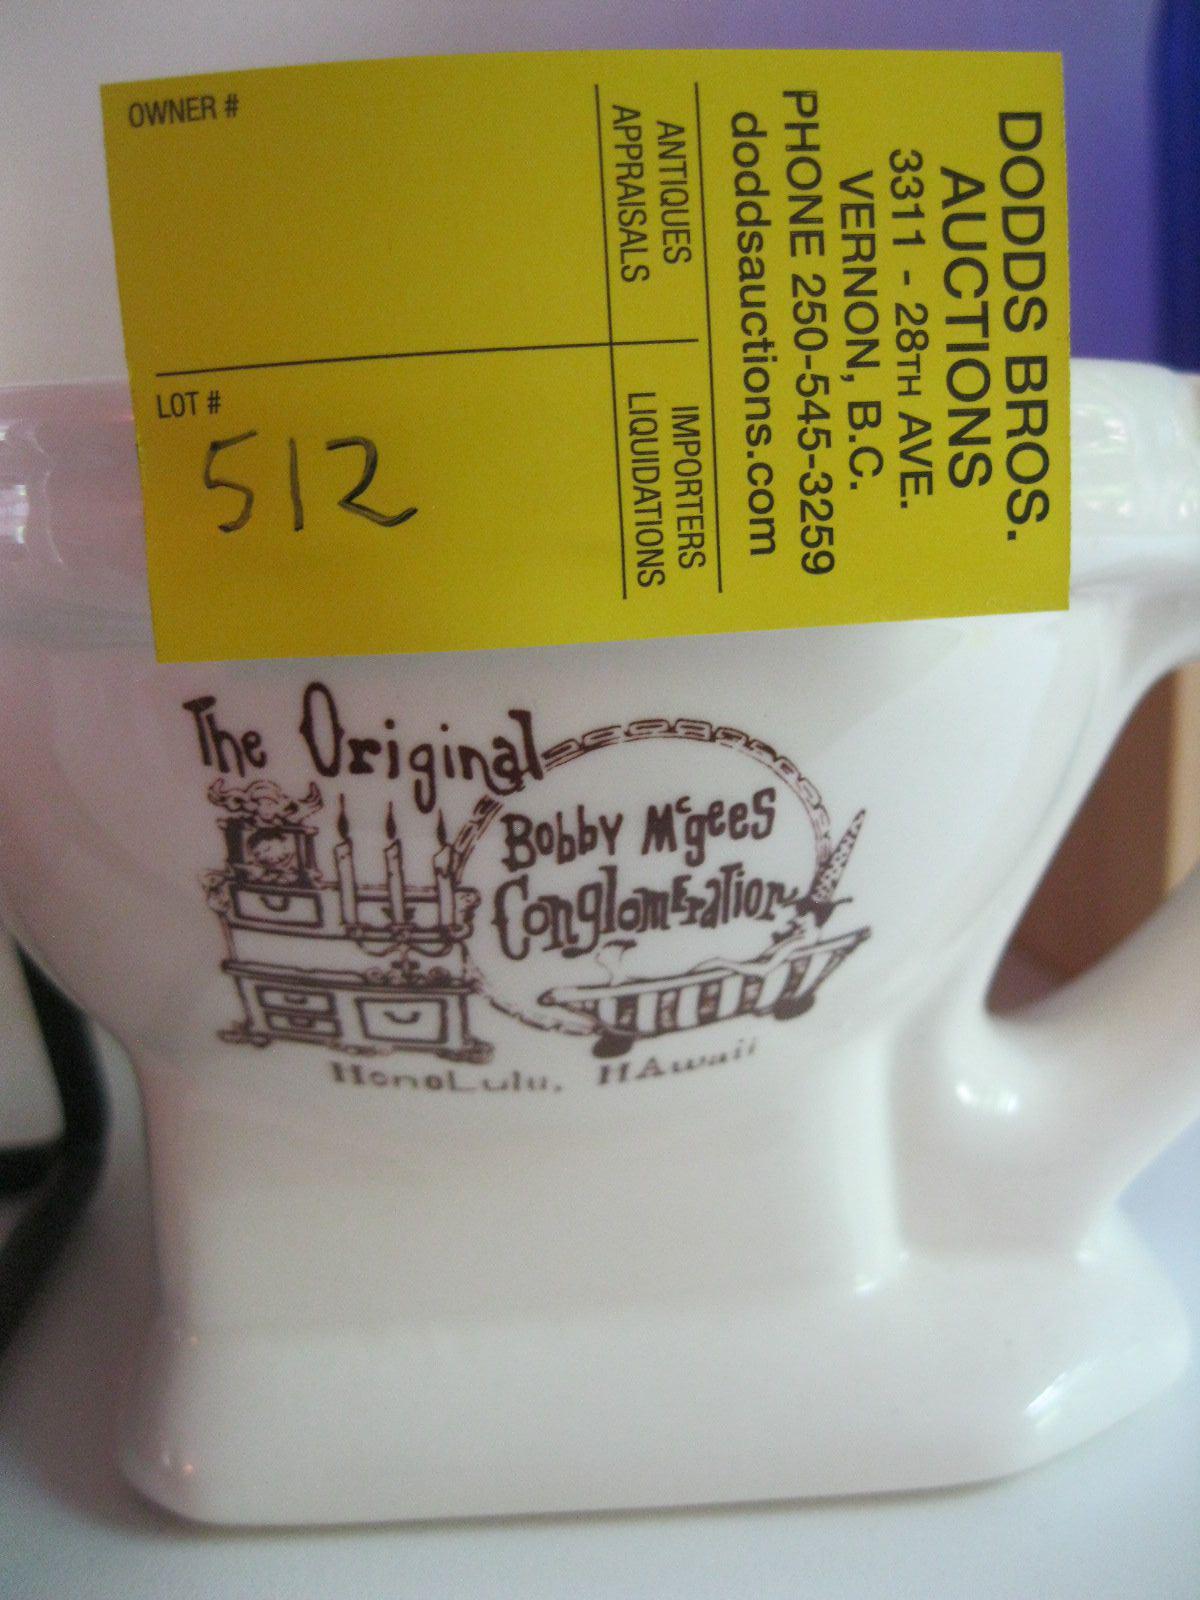 DODDS BROS.
AUCTIONS
3311 - 28TH AVE.
VERNON, B.C.
PHONE 250-545-3259
doddsauctions.com
ANTIQUES
APPRAISALS
IMPORTERS
LIQUIDATIONS
OWNER #
LOT #
512
The Original
Bobby McGees
Conglomeration
Honolulu, Hawaii